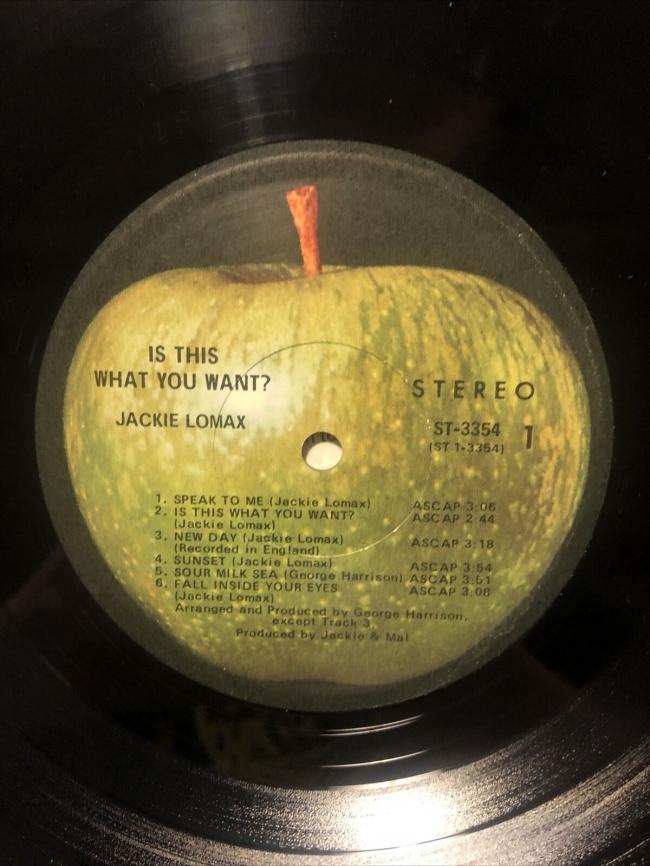 IS THIS
WHAT YOU WANT?
JACKIE LOMAX
STEREO
ST-3354
(ST 1-3354)
1
1. SPEAK TO ME (Jackie Lomax) ASCAP 3:06
2. IS THIS WHAT YOU WANT? ASCAP 2:44
(Jackie Lomax)
3. NEW DAY (Jackie Lomax) ASCAP 3:18
(Recorded in England)
4. SUNSET (Jackie Lomax) ASCAP 3:54
5. SOUR MILK SEA (George Harrison) ASCAP 3:51
6. FALL INSIDE YOUR EYES ASCAP 3:08
(Jackie Lomax)
Arranged and Produced by George Harrison,
except Track 3,
Produced by Jackie & Mal